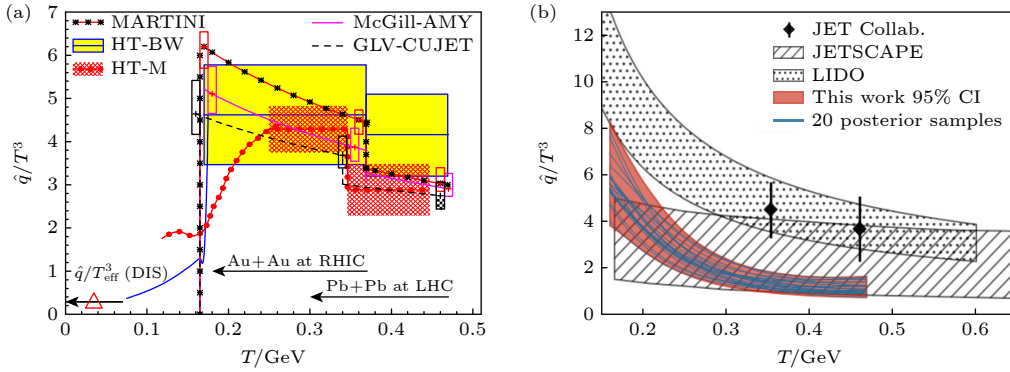 (a)
7
6
5
4
3
2
1
0
q̂/T³
MARTINI
HT-BW
HT-M
McGill-AMY
GLV-CUJET
q̂/T³eff (DIS)
Au+Au at RHIC
Pb+Pb at LHC
0 0.1 0.2 0.3 0.4 0.5
T/GeV
(b)
12
10
8
6
4
2
0
q̂/T³
JET Collab.
JETSCAPE
LIDO
This work 95% CI
20 posterior samples
0.2 0.3 0.4 0.5 0.6
T/GeV